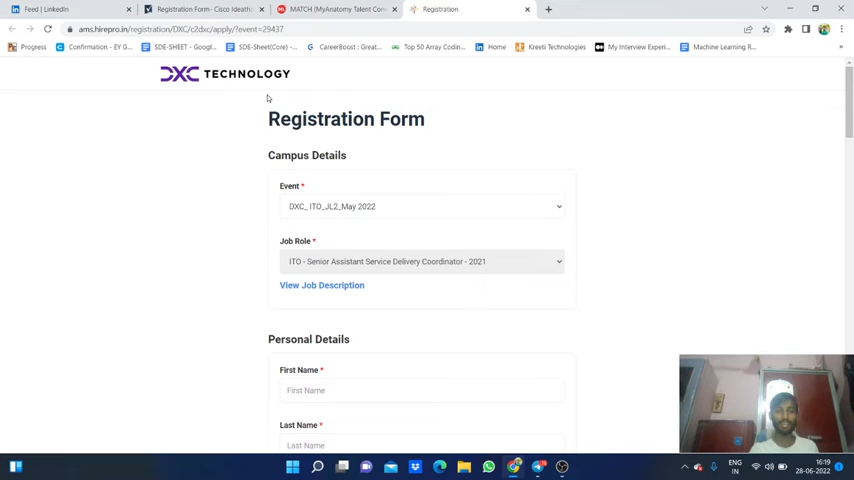 Feed | LinkedIn
Registration Form- Cisco Ideatho
MATCH (MyAnatomy Talent Con
Registration
ams.hirepro.in/registration/DXC/c2dxc/apply/?event=29437
Progress
Confirmation - EY G...
SDE-SHEET - Googl...
SDE-Sheet(Core) -...
CareerBoost : Great...
Top 50 Array Codin...
Home
Kreeti Technologies
My Interview Experi...
Machine Learning R...
»
DXC TECHNOLOGY
Registration Form
Campus Details
Event *
DXC_ ITO_JL2_May 2022
Job Role *
ITO - Senior Assistant Service Delivery Coordinator - 2021
View Job Description
Personal Details
First Name *
First Name
Last Name *
Last Name
ENG
IN
16:19
28-06-2022